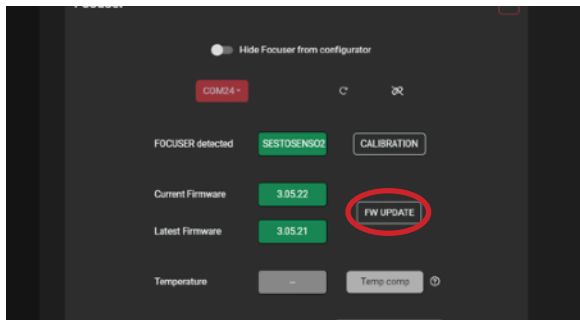 Focuser
Hide Focuser from configurator
COM24
FOCUSER detected SESTOSENSO2 CALIBRATION
Current Firmware 3.05.22
FW UPDATE
Latest Firmware 3.05.21
Temperature -- Temp comp ?